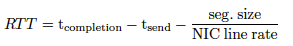 RTT = t_completion − t_send − seg. size / NIC line rate